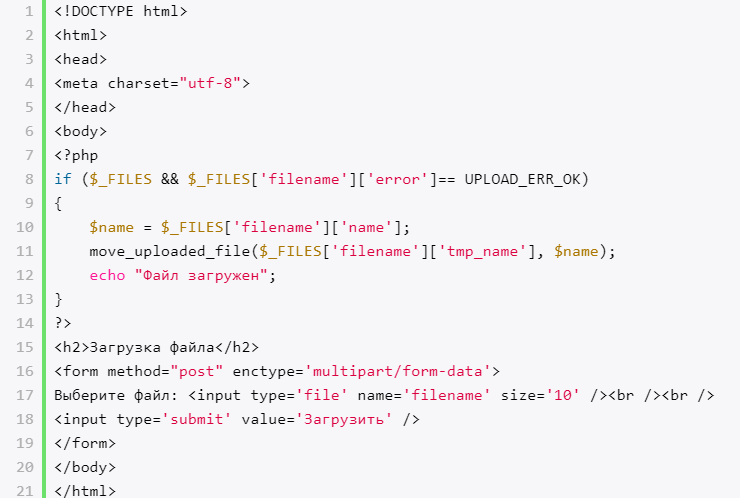 1 <!DOCTYPE html>
2 <html>
3 <head>
4 <meta charset="utf-8">
5 </head>
6 <body>
7 <?php
8 if ($_FILES && $_FILES['filename']['error']== UPLOAD_ERR_OK)
9 {
10     $name = $_FILES['filename']['name'];
11     move_uploaded_file($_FILES['filename']['tmp_name'], $name);
12     echo "Файл загружен";
13 }
14 ?>
15 <h2>Загрузка файла</h2>
16 <form method="post" enctype='multipart/form-data'>
17 Выберите файл: <input type='file' name='filename' size='10' /><br /><br />
18 <input type='submit' value='Загрузить' />
19 </form>
20 </body>
21 </html>